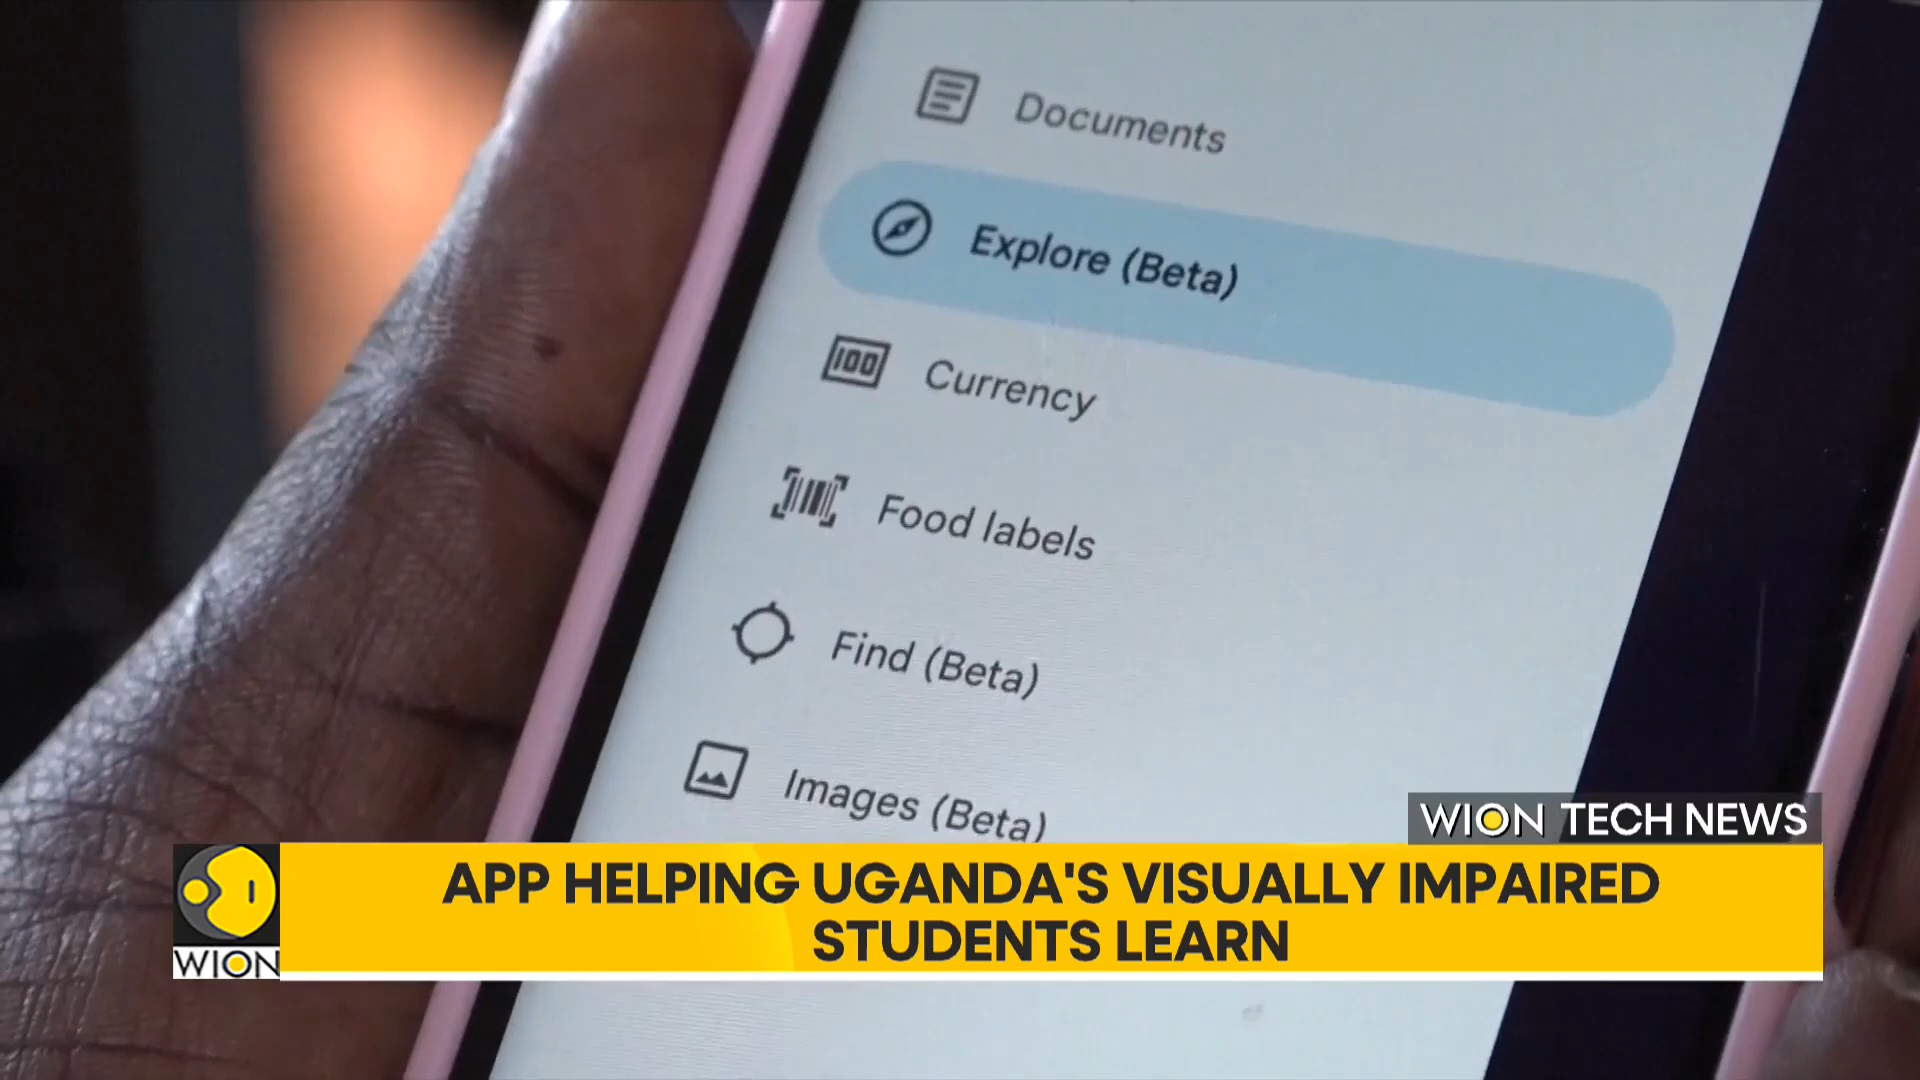 Documents
Explore (Beta)
100 Currency
Food labels
Find (Beta)
Images (Beta)
WION TECH NEWS
APP HELPING UGANDA'S VISUALLY IMPAIRED
STUDENTS LEARN
WION